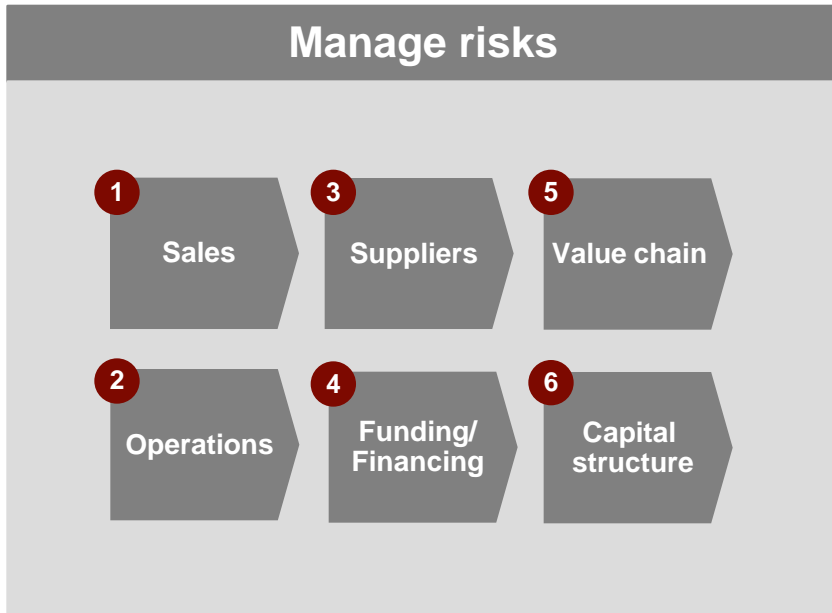 Manage risks
1
Sales
2
Operations
3
Suppliers
4
Funding/
Financing
5
Value chain
6
Capital
structure